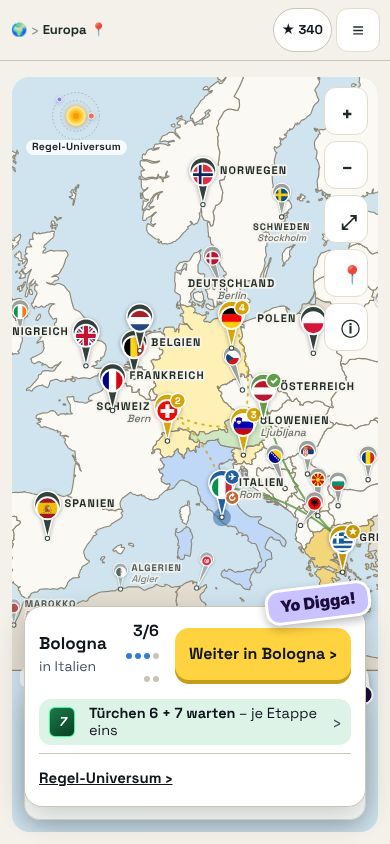 > Europa
★ 340
≡
+
Regel-Universum
−
NORWEGEN
SCHWEDEN
Stockholm
DEUTSCHLAND
Berlin
4
POLEN
NIGREICH
BELGIEN
FRANKREICH
ÖSTERREICH
SCHWEIZ
Bern
2
3
SLOWENIEN
Ljubljana
ITALIEN
Rom
SPANIEN
GRI
ALGERIEN
Algier
MAROKKO
Yo Digga!
Bologna
in Italien
3/6
Weiter in Bologna >
7
Türchen 6 + 7 warten – je Etappe
eins
>
Regel-Universum >